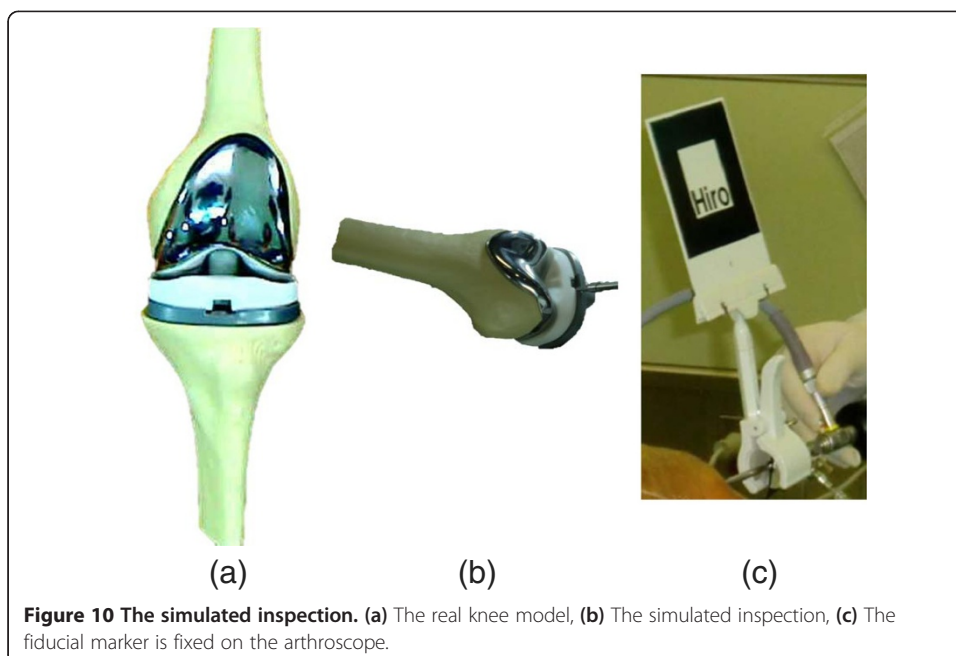 Hiro
(a)
(b)
(c)
Figure 10 The simulated inspection. (a) The real knee model, (b) The simulated inspection, (c) The
fiducial marker is fixed on the arthroscope.